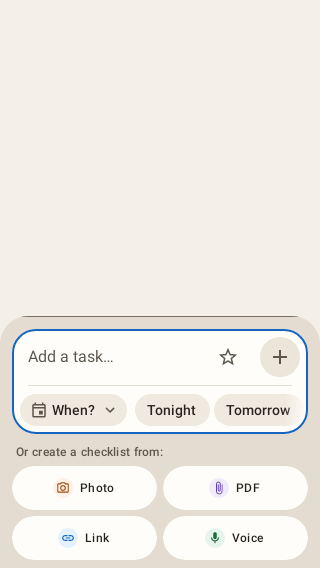 Add a task…
When?
Tonight
Tomorrow
Or create a checklist from:
Photo
PDF
Link
Voice